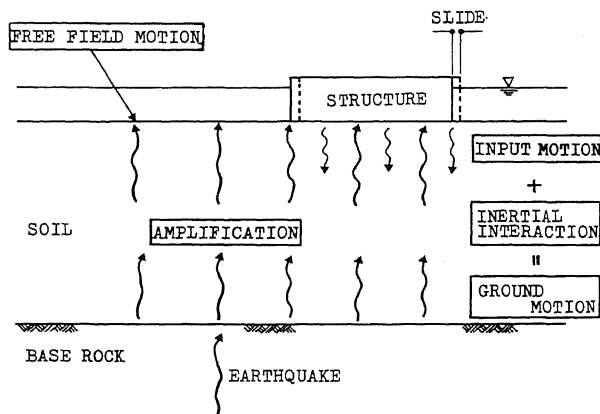 SLIDE
FREE FIELD MOTION
STRUCTURE
INPUT MOTION
+
SOIL
AMPLIFICATION
INERTIAL
INTERACTION
=
GROUND
MOTION
BASE ROCK
EARTHQUAKE